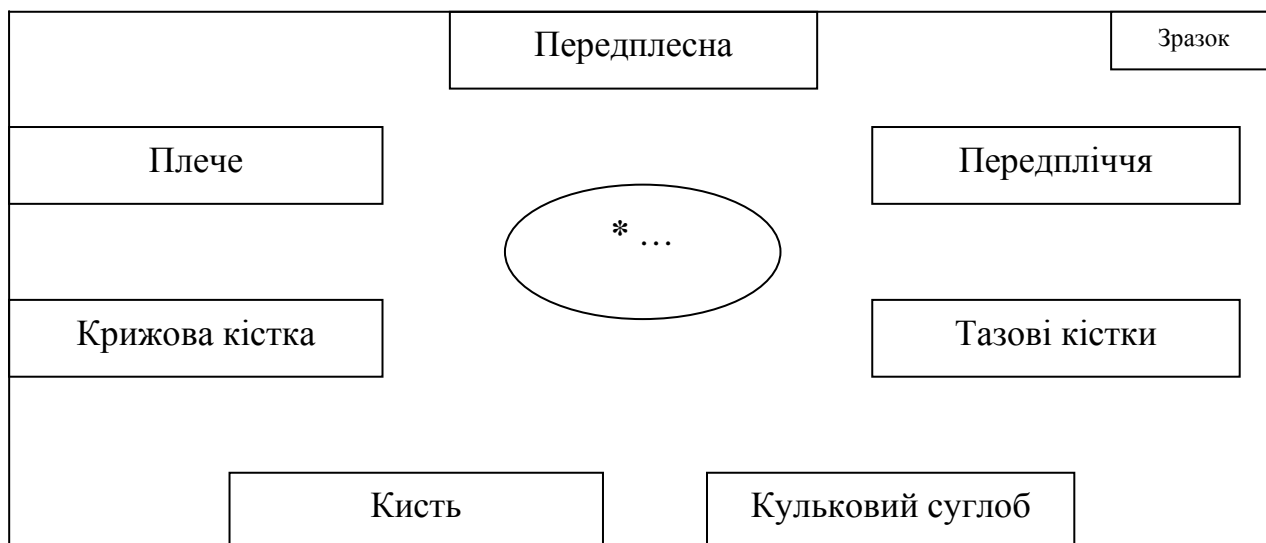 Передплесна
Зразок
Плече
Передпліччя
* …
Крижова кістка
Тазові кістки
Кисть
Кульковий суглоб